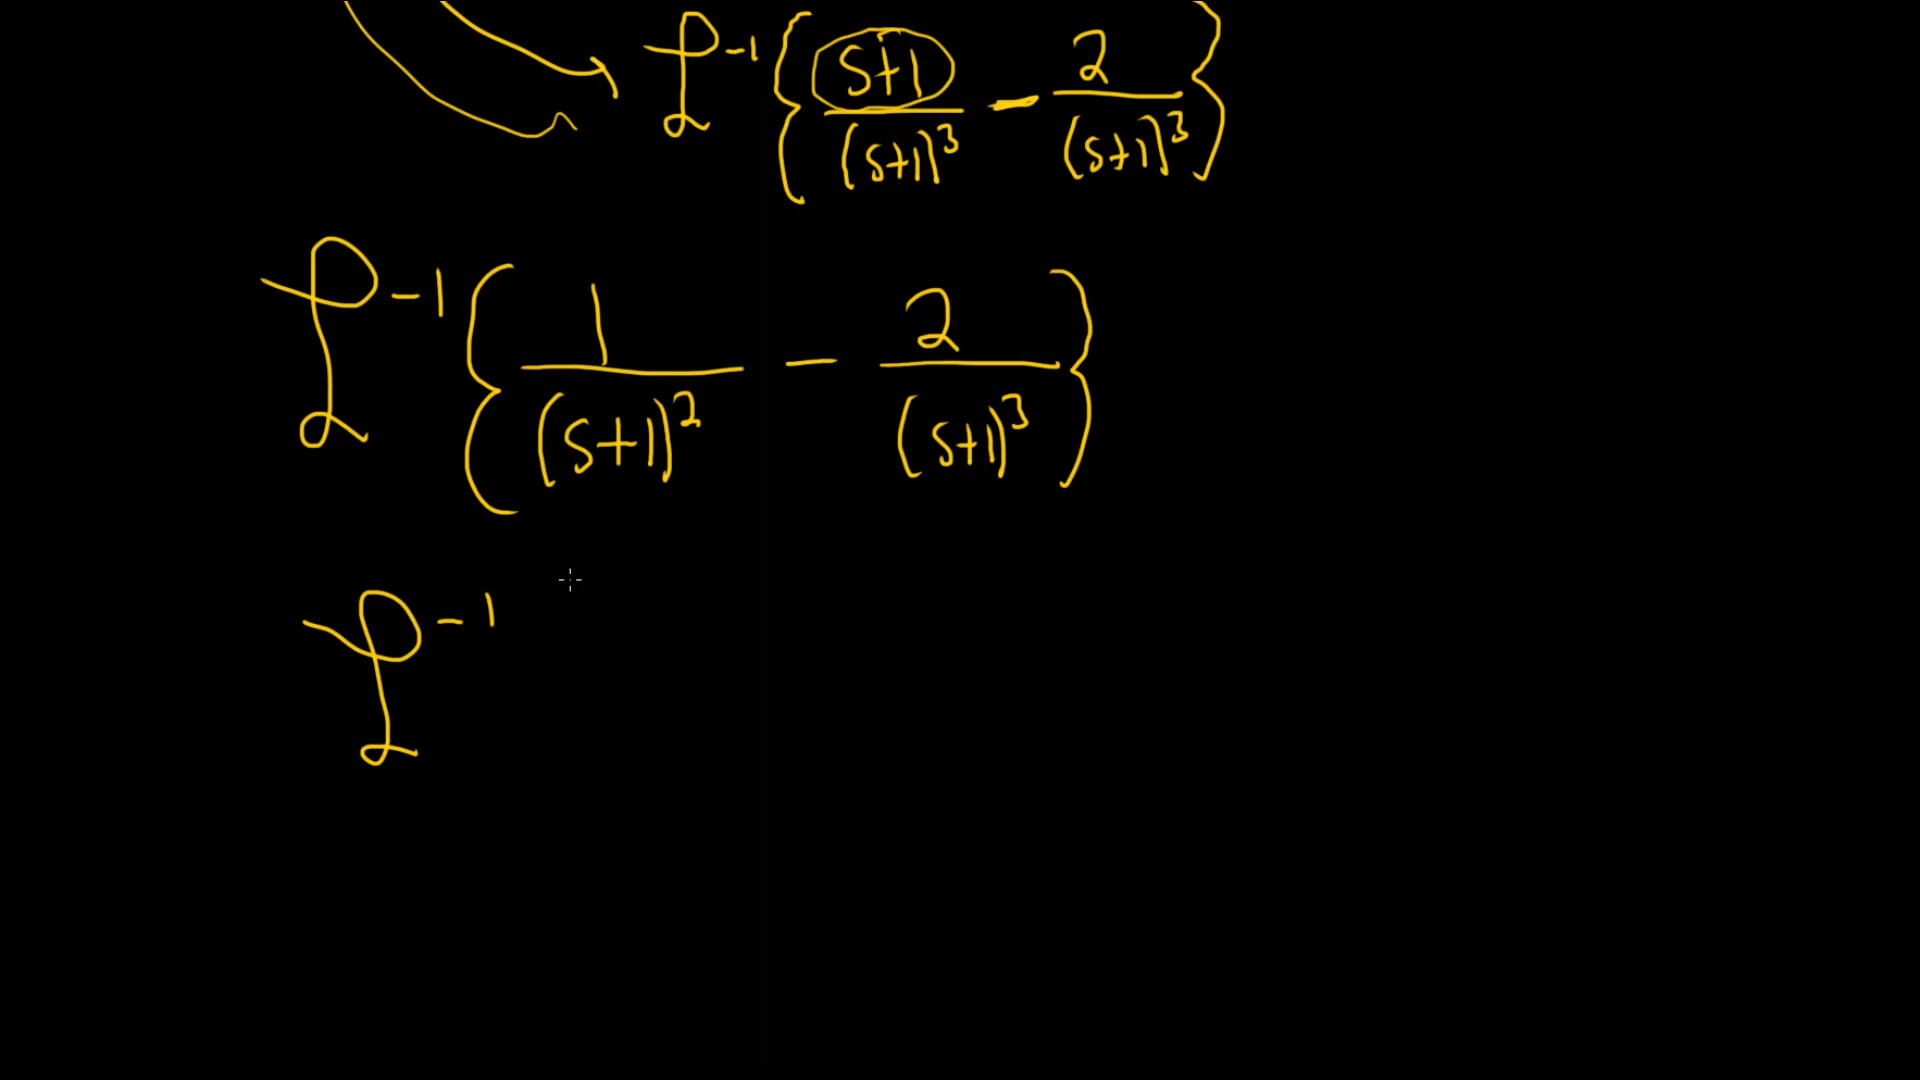 ℒ⁻¹{ (s+1)/(s+1)³ − 2/(s+1)³ }
ℒ⁻¹{ 1/(s+1)² − 2/(s+1)³ }
ℒ⁻¹